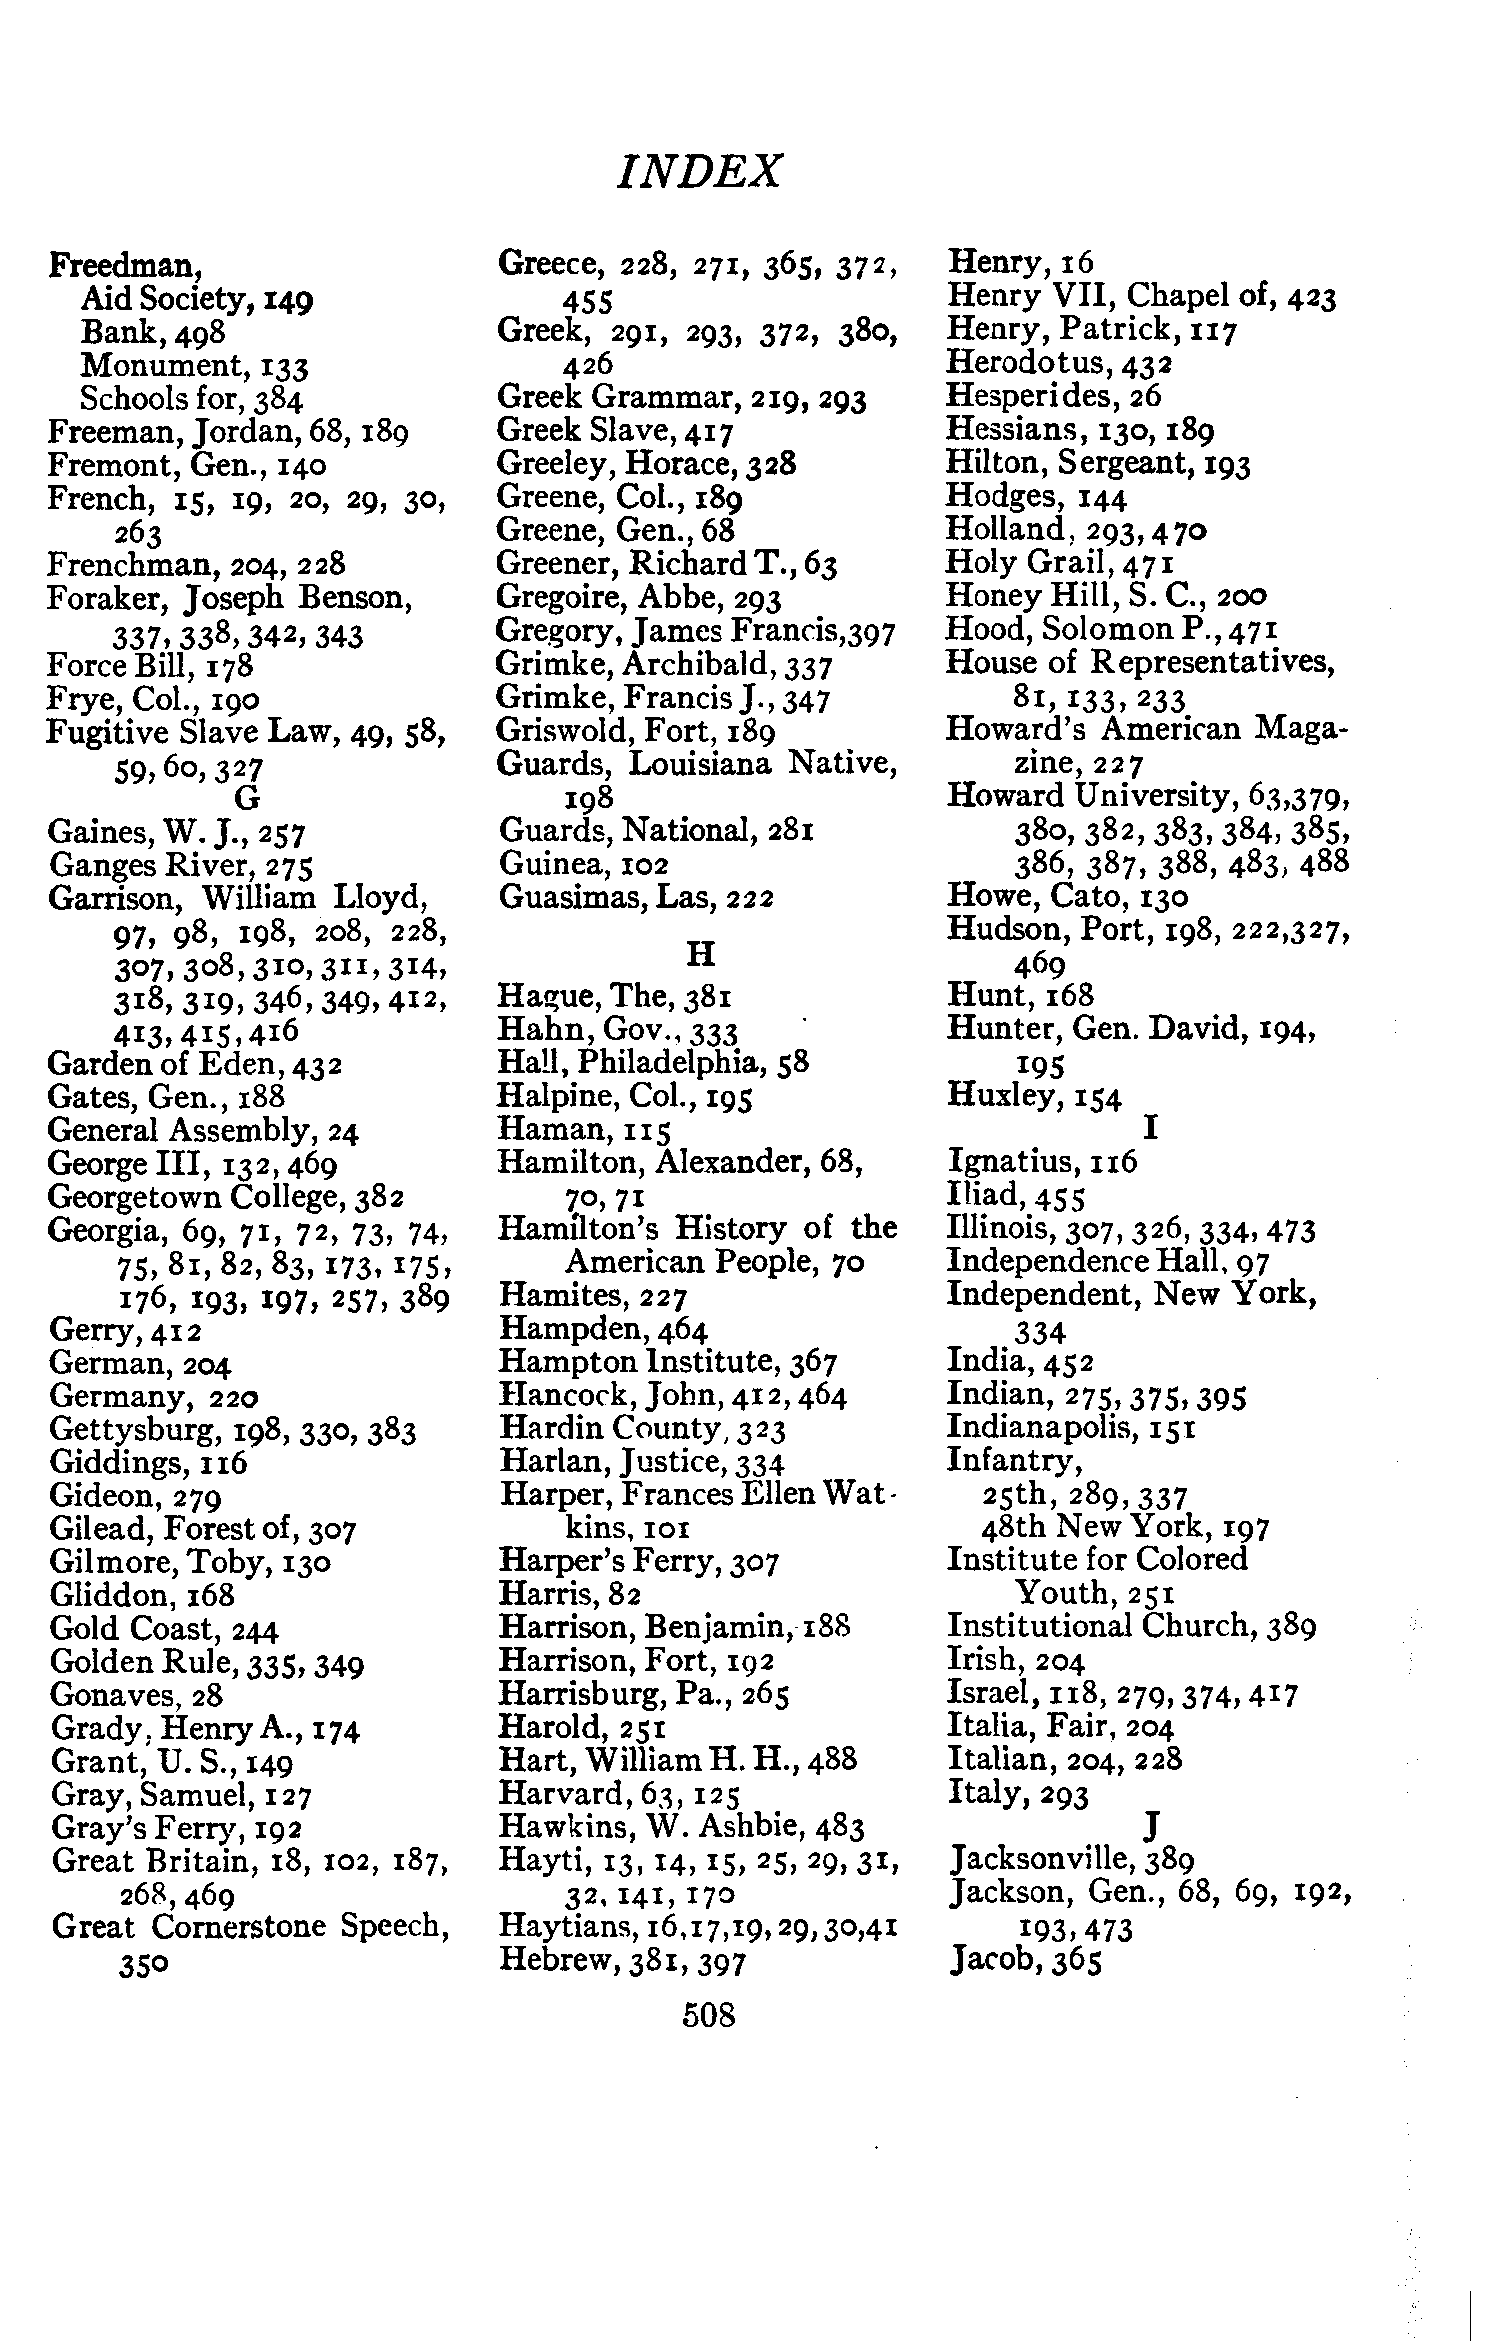 INDEX
Freedman,
Aid Society, 149
Bank, 498
Monument, 133
Schools for, 384
Freeman, Jordan, 68, 189
Fremont, Gen., 140
French, 15, 19, 20, 29, 30,
263
Frenchman, 204, 228
Foraker, Joseph Benson,
337, 338, 342, 343
Force Bill, 178
Frye, Col., 190
Fugitive Slave Law, 49, 58,
59, 60, 327
G
Gaines, W. J., 257
Ganges River, 275
Garrison, William Lloyd,
97, 98, 198, 208, 228,
307, 308, 310, 311, 314,
318, 319, 346, 349, 412,
413, 415, 416
Garden of Eden, 432
Gates, Gen., 188
General Assembly, 24
George III, 132, 469
Georgetown College, 382
Georgia, 69, 71, 72, 73, 74,
75, 81, 82, 83, 173, 175,
176, 193, 197, 257, 389
Gerry, 412
German, 204
Germany, 220
Gettysburg, 198, 330, 383
Giddings, 116
Gideon, 279
Gilead, Forest of, 307
Gilmore, Toby, 130
Gliddon, 168
Gold Coast, 244
Golden Rule, 335, 349
Gonaves, 28
Grady, Henry A., 174
Grant, U. S., 149
Gray, Samuel, 127
Gray's Ferry, 192
Great Britain, 18, 102, 187,
268, 469
Great Cornerstone Speech,
350
Greece, 228, 271, 365, 372,
455
Greek, 291, 293, 372, 380,
426
Greek Grammar, 219, 293
Greek Slave, 417
Greeley, Horace, 328
Greene, Col., 189
Greene, Gen., 68
Greener, Richard T., 63
Gregoire, Abbe, 293
Gregory, James Francis,397
Grimke, Archibald, 337
Grimke, Francis J., 347
Griswold, Fort, 189
Guards, Louisiana Native,
198
Guards, National, 281
Guinea, 102
Guasimas, Las, 222
H
Hague, The, 381
Hahn, Gov., 333
Hall, Philadelphia, 58
Halpine, Col., 195
Haman, 115
Hamilton, Alexander, 68,
70, 71
Hamilton's History of the
American People, 70
Hamites, 227
Hampden, 464
Hampton Institute, 367
Hancock, John, 412, 464
Hardin County, 323
Harlan, Justice, 334
Harper, Frances Ellen Wat-
kins, 101
Harper's Ferry, 307
Harris, 82
Harrison, Benjamin, 188
Harrison, Fort, 192
Harrisburg, Pa., 265
Harold, 251
Hart, William H. H., 488
Harvard, 63, 125
Hawkins, W. Ashbie, 483
Hayti, 13, 14, 15, 25, 29, 31,
32, 141, 170
Haytians, 16,17,19, 29, 30,41
Hebrew, 381, 397
Henry, 16
Henry VII, Chapel of, 423
Henry, Patrick, 117
Herodotus, 432
Hesperides, 26
Hessians, 130, 189
Hilton, Sergeant, 193
Hodges, 144
Holland, 293, 470
Holy Grail, 471
Honey Hill, S. C., 200
Hood, Solomon P., 471
House of Representatives,
81, 133, 233
Howard's American Maga-
zine, 227
Howard University, 63,379,
380, 382, 383, 384, 385,
386, 387, 388, 483, 488
Howe, Cato, 130
Hudson, Port, 198, 222,327,
469
Hunt, 168
Hunter, Gen. David, 194,
195
Huxley, 154
I
Ignatius, 116
Iliad, 455
Illinois, 307, 326, 334, 473
Independence Hall, 97
Independent, New York,
334
India, 452
Indian, 275, 375, 395
Indianapolis, 151
Infantry,
25th, 289, 337
48th New York, 197
Institute for Colored
Youth, 251
Institutional Church, 389
Irish, 204
Israel, 118, 279, 374, 417
Italia, Fair, 204
Italian, 204, 228
Italy, 293
J
Jacksonville, 389
Jackson, Gen., 68, 69, 192,
193, 473
Jacob, 365
508